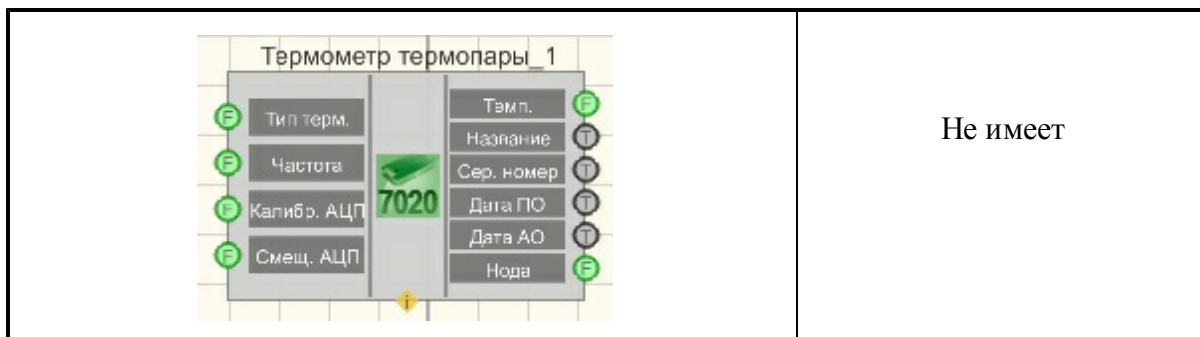 Термометр термопары_1
Тип терм.
Частота
Калибр. АЦП
Смещ. АЦП
7020
Темп.
Название
Сер. номер
Дата ПО
Дата АО
Нода
F
F
F
F
F
T
T
T
T
F
i
Не имеет